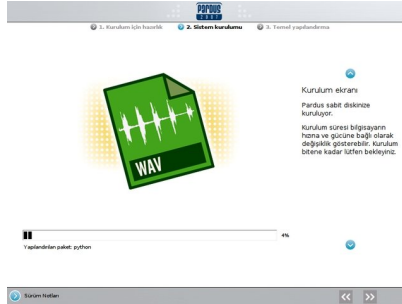 PARDUS
2007
1. Kurulum için hazırlık
2. Sistem kurulumu
3. Temel yapılandırma
WAV
Kurulum ekranı
Pardus sabit diskinize
kuruluyor.
Kurulum süresi bilgisayarın
hızına ve gücüne bağlı olarak
değişiklik gösterebilir. Kurulum
bitene kadar lütfen bekleyiniz.
4%
Yapılandırılan paket: python
Sürüm Notları